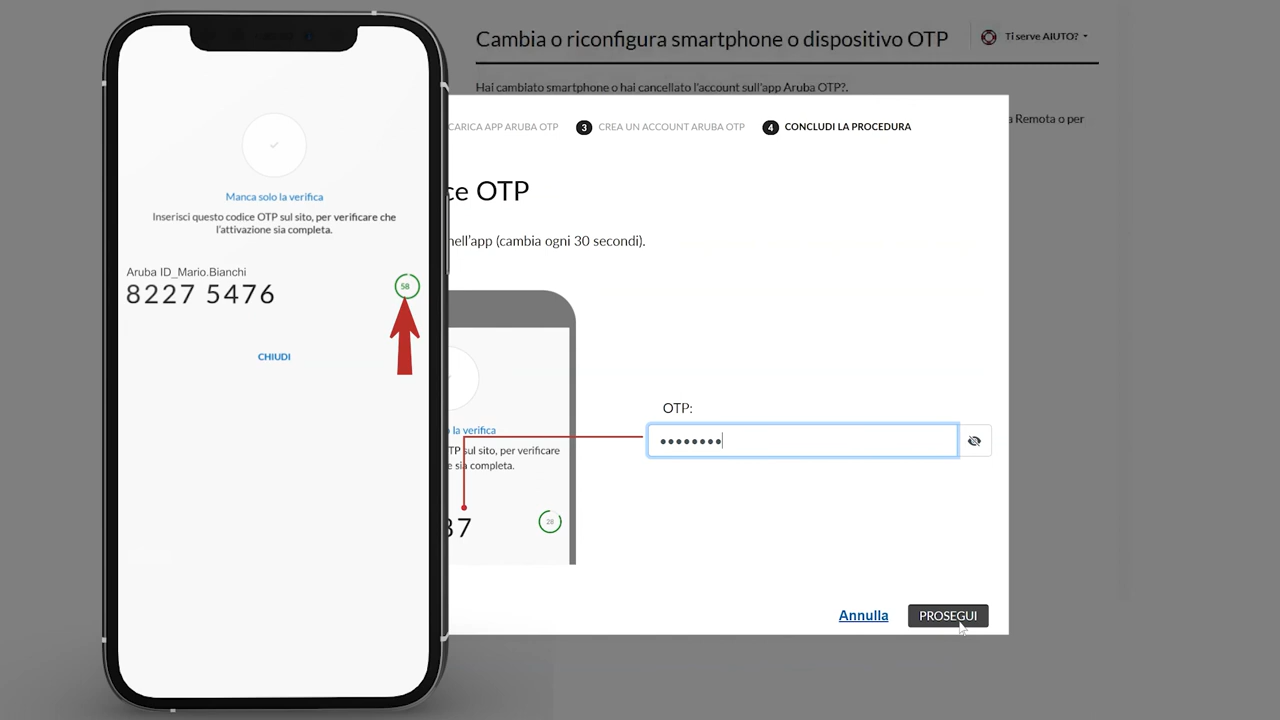 Cambia o riconfigura smartphone o dispositivo OTP
Ti serve AIUTO?
Hai cambiato smartphone o hai cancellato l'account sull'app Aruba OTP?.
a Remota o per
CARICA APP ARUBA OTP
3 CREA UN ACCOUNT ARUBA OTP
4 CONCLUDI LA PROCEDURA
ce OTP
nell'app (cambia ogni 30 secondi).
Manca solo la verifica
Inserisci questo codice OTP sul sito, per verificare che
l'attivazione sia completa.
Aruba ID_Mario.Bianchi
8227 5476
58
CHIUDI
la verifica
TP sul sito, per verificare
e sia completa.
37
28
OTP:
Annulla
PROSEGUI